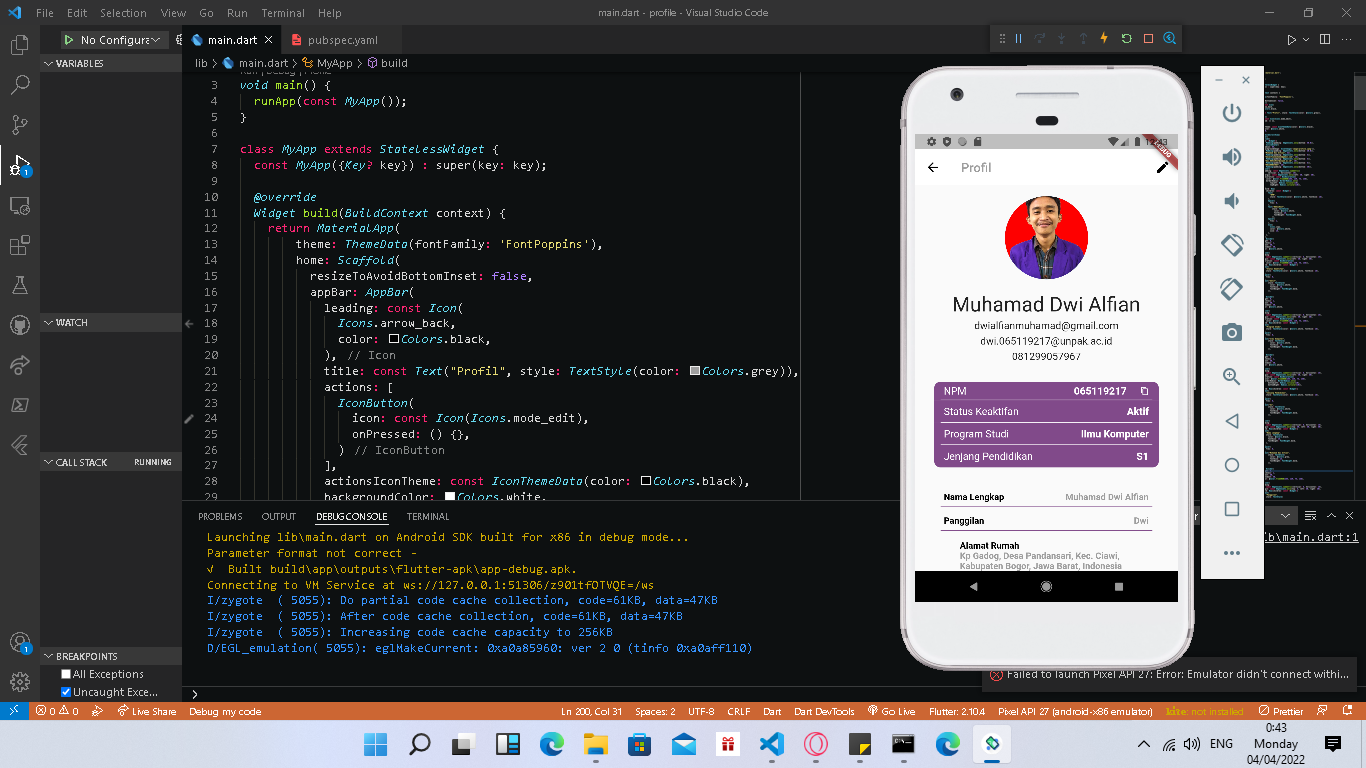 File Edit Selection View Go Run Terminal Help
main.dart - profile - Visual Studio Code
No Configura
main.dart
pubspec.yaml
lib > main.dart > MyApp > build
VARIABLES
WATCH
CALL STACK RUNNING
BREAKPOINTS
All Exceptions
Uncaught Exce...
3 void main() {
4 runApp(const MyApp());
5 }
6
7 class MyApp extends StatelessWidget {
8 const MyApp({Key? key}) : super(key: key);
9
10 @override
11 Widget build(BuildContext context) {
12 return MaterialApp(
13 theme: ThemeData(fontFamily: 'FontPoppins'),
14 home: Scaffold(
15 resizeToAvoidBottomInset: false,
16 appBar: AppBar(
17 leading: const Icon(
18 Icons.arrow_back,
19 color: Colors.black,
20 ), // Icon
21 title: const Text("Profil", style: TextStyle(color: Colors.grey)),
22 actions: [
23 IconButton(
24 icon: const Icon(Icons.mode_edit),
25 onPressed: () {},
26 ) // IconButton
27 ],
28 actionsIconTheme: const IconThemeData(color: Colors.black),
29 backgroundColor: Colors.white,
PROBLEMS OUTPUT DEBUG CONSOLE TERMINAL
Launching lib\main.dart on Android SDK built for x86 in debug mode...
Parameter format not correct -
√ Built build\app\outputs\flutter-apk\app-debug.apk.
Connecting to VM Service at ws://127.0.0.1:51306/z901tfOTVQE=/ws
I/zygote ( 5055): Do partial code cache collection, code=61KB, data=47KB
I/zygote ( 5055): After code cache collection, code=61KB, data=47KB
I/zygote ( 5055): Increasing code cache capacity to 256KB
D/EGL_emulation( 5055): eglMakeCurrent: 0xa0a85960: ver 2 0 (tinfo 0xa0aff110)
lib\main.dart:1
Profil
Muhamad Dwi Alfian
dwialfianmuhamad@gmail.com
dwi.065119217@unpak.ac.id
081299057967
NPM 065119217
Status Keaktifan Aktif
Program Studi Ilmu Komputer
Jenjang Pendidikan S1
Nama Lengkap Muhamad Dwi Alfian
Panggilan Dwi
Alamat Rumah
Kp Gadog, Desa Pandansari, Kec. Ciawi,
Kabupaten Bogor, Jawa Barat, Indonesia
Failed to launch Pixel API 27: Error: Emulator didn't connect withi...
0 0 Live Share Debug my code
Ln 200, Col 31 Spaces: 2 UTF-8 CRLF Dart Dart DevTools Go Live Flutter: 2.10.4 Pixel API 27 (android-x86 emulator) not installed Prettier
ENG
0:43
Monday
04/04/2022